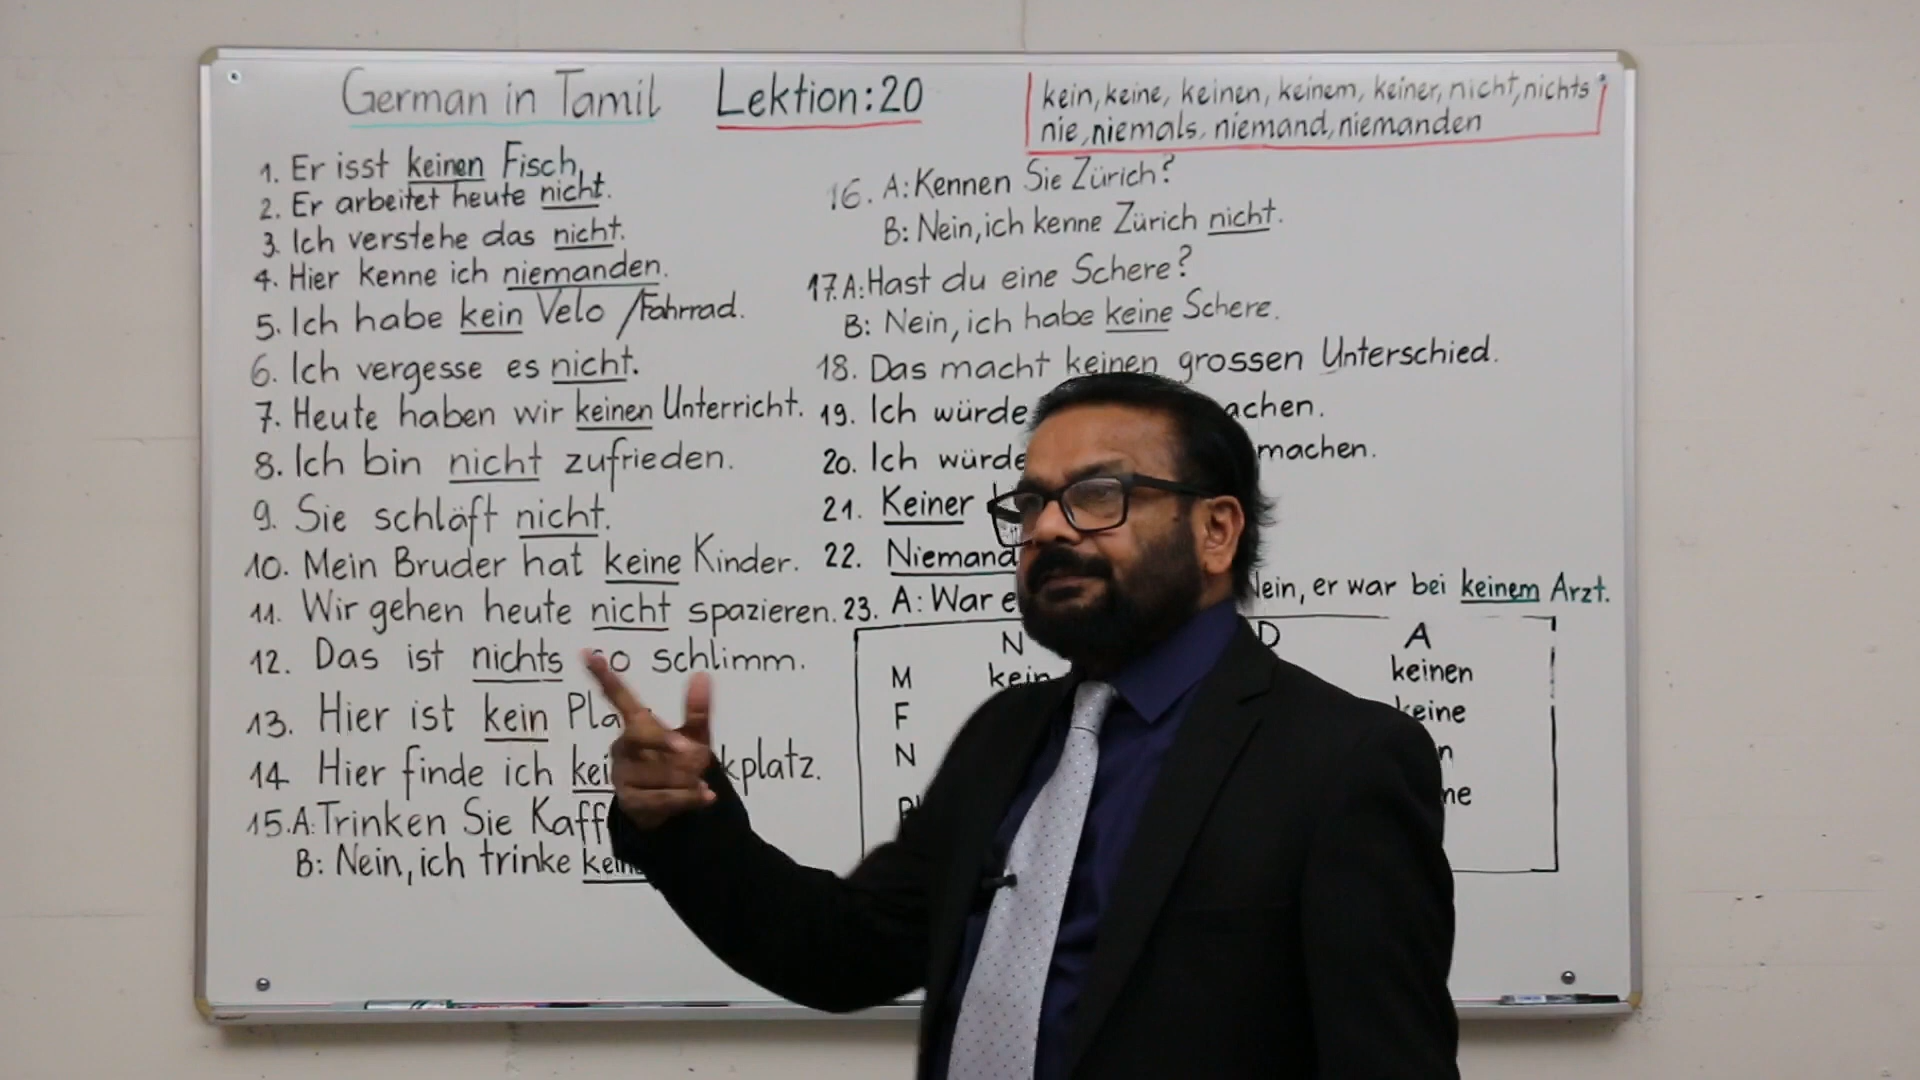 German in Tamil Lektion:20
kein, keine, keinen, keinem, keiner, nicht, nichts
nie, niemals, niemand, niemanden
1. Er isst keinen Fisch.
2. Er arbeitet heute nicht.
3. Ich verstehe das nicht.
4. Hier kenne ich niemanden.
5. Ich habe kein Velo /Fahrrad.
6. Ich vergesse es nicht.
7. Heute haben wir keinen Unterricht.
8. Ich bin nicht zufrieden.
9. Sie schläft nicht.
10. Mein Bruder hat keine Kinder.
11. Wir gehen heute nicht spazieren.
12. Das ist nichts so schlimm.
13. Hier ist kein
14 Hier finde ich
15. A: Trinken Sie
B: Nein, ich trinke
16. A: Kennen Sie Zürich?
B: Nein, ich kenne Zürich nicht.
17. A: Hast du eine Schere?
B: Nein, ich habe keine Schere.
18. Das macht keinen grossen Unterschied.
19. Ich würde
20. Ich würde machen.
21. Keiner
22. Niemand
23. A: War Nein, er war bei keinem Arzt.
N D A
M kein keinen
F keine
N